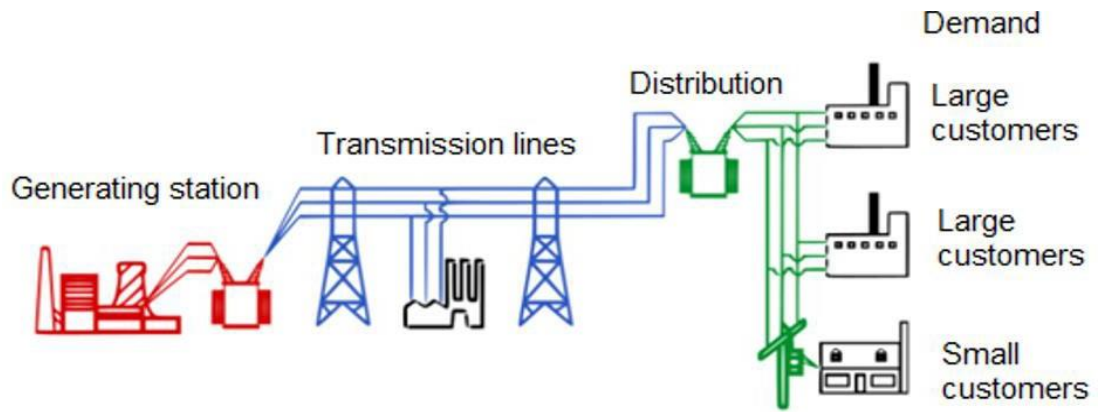 Demand
Distribution
Large
customers
Transmission lines
Generating station
Large
customers
Small
customers